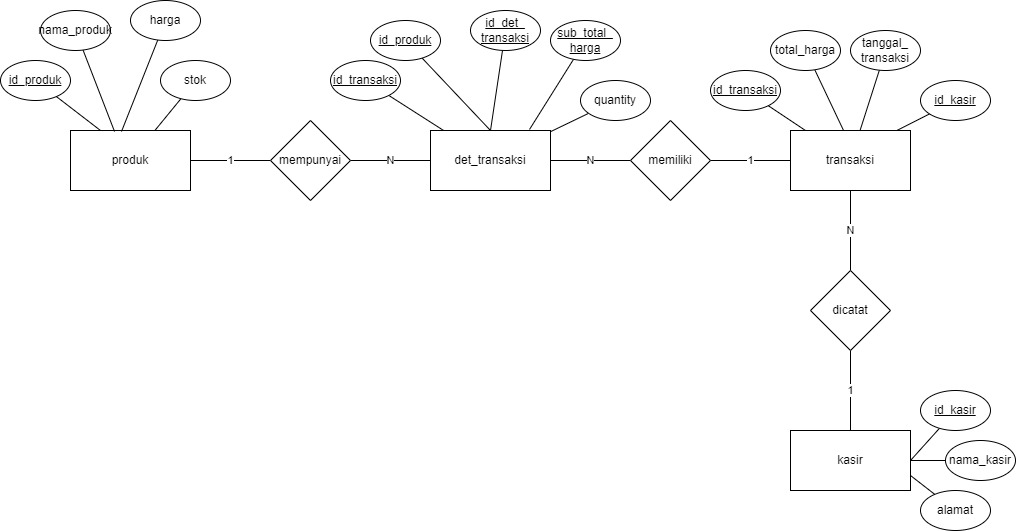 nama_produk
harga
id_produk
stok
id_produk
id_det_
transaksi
sub_total_
harga
id_transaksi
quantity
total_harga
tanggal_
transaksi
id_transaksi
id_kasir
produk
1
mempunyai
N
det_transaksi
N
memiliki
1
transaksi
N
dicatat
1
kasir
id_kasir
nama_kasir
alamat